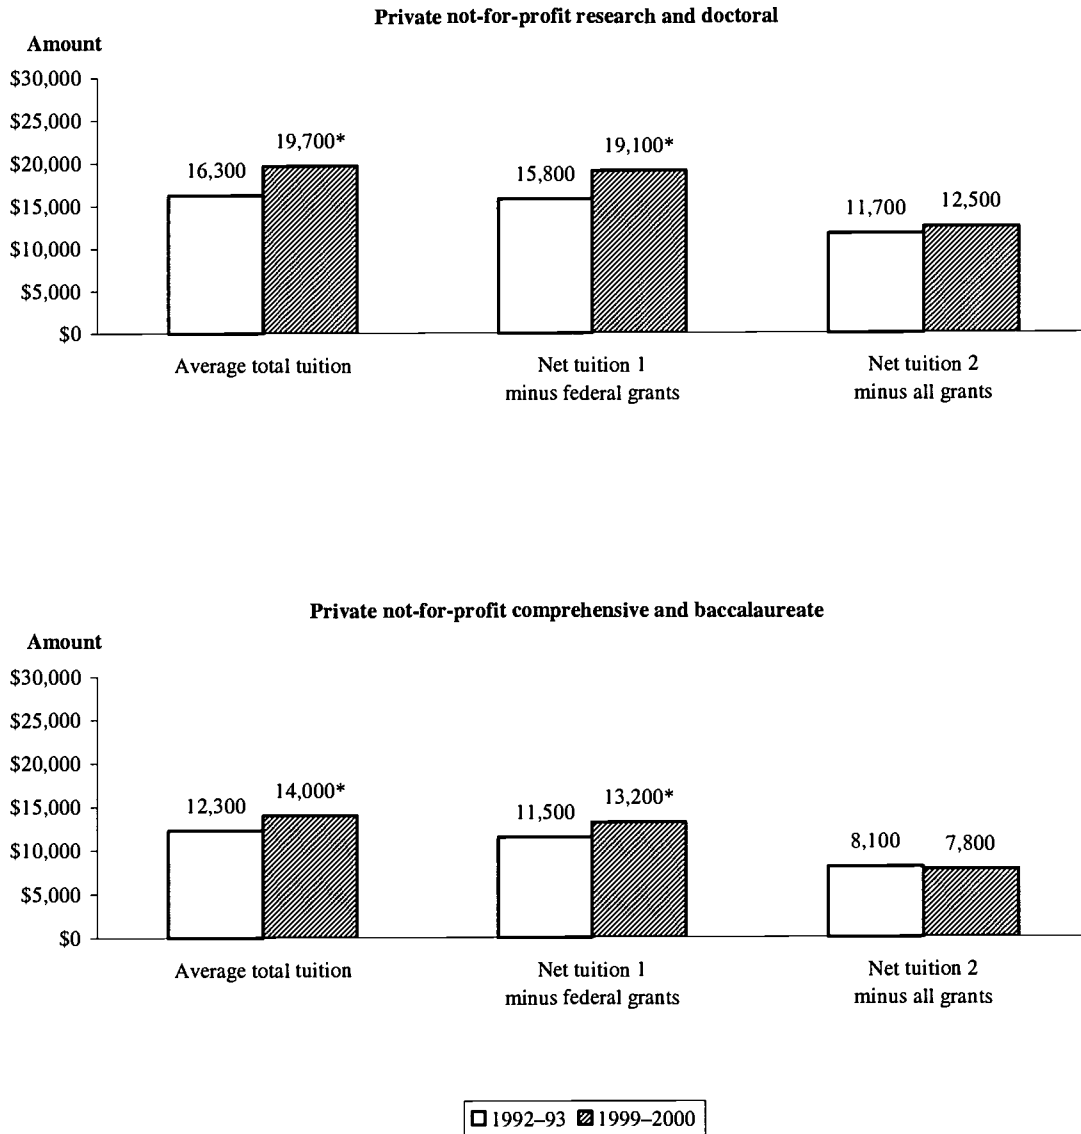 Private not-for-profit research and doctoral
Amount
$30,000
$25,000
$20,000
$15,000
$10,000
$5,000
$0
16,300
19,700*
15,800
19,100*
11,700
12,500
Average total tuition
Net tuition 1
minus federal grants
Net tuition 2
minus all grants
Private not-for-profit comprehensive and baccalaureate
Amount
$30,000
$25,000
$20,000
$15,000
$10,000
$5,000
$0
12,300
14,000*
11,500
13,200*
8,100
7,800
Average total tuition
Net tuition 1
minus federal grants
Net tuition 2
minus all grants
1992–93 1999–2000